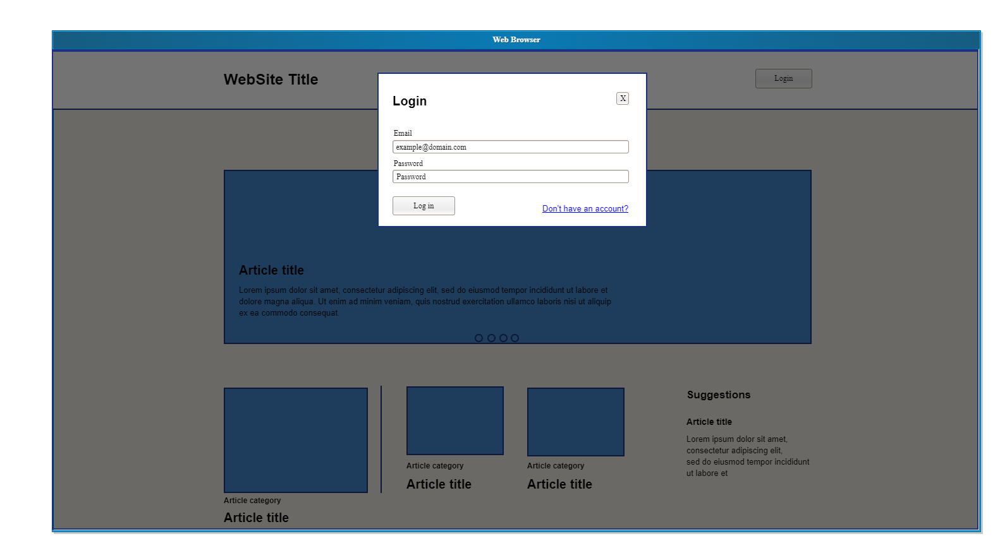 Web Browser
WebSite Title
Login
Login
X
Email
example@domain.com
Password
Password
Log in
Don't have an account?
Article title
Lorem ipsum dolor sit amet, consectetur adipiscing elit, sed do eiusmod tempor incididunt ut labore et
dolore magna aliqua. Ut enim ad minim veniam, quis nostrud exercitation ullamco laboris nisi ut aliquip
ex ea commodo consequat.
Article category
Article title
Article category
Article title
Article category
Article title
Suggestions
Article title
Lorem ipsum dolor sit amet,
consectetur adipiscing elit,
sed do eiusmod tempor incididunt
ut labore et